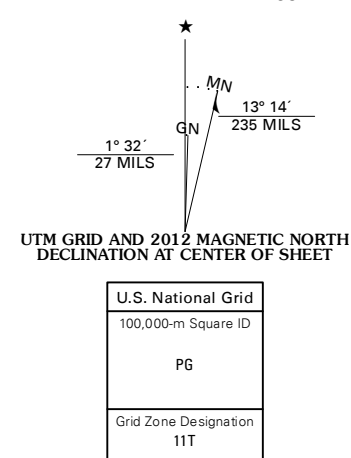 ★
MN
GN
13° 14´
235 MILS
1° 32´
27 MILS
UTM GRID AND 2012 MAGNETIC NORTH
DECLINATION AT CENTER OF SHEET
U.S. National Grid
100,000-m Square ID
PG
Grid Zone Designation
11T